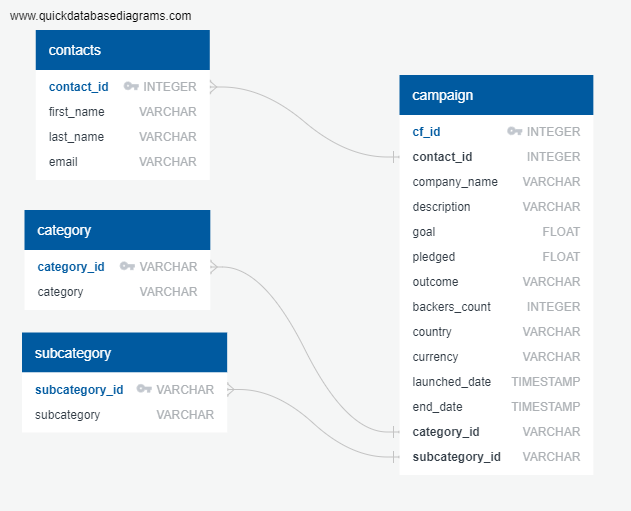 www.quickdatabasediagrams.com
contacts
contact_id INTEGER
first_name VARCHAR
last_name VARCHAR
email VARCHAR
category
category_id VARCHAR
category VARCHAR
subcategory
subcategory_id VARCHAR
subcategory VARCHAR
campaign
cf_id INTEGER
contact_id INTEGER
company_name VARCHAR
description VARCHAR
goal FLOAT
pledged FLOAT
outcome VARCHAR
backers_count INTEGER
country VARCHAR
currency VARCHAR
launched_date TIMESTAMP
end_date TIMESTAMP
category_id VARCHAR
subcategory_id VARCHAR